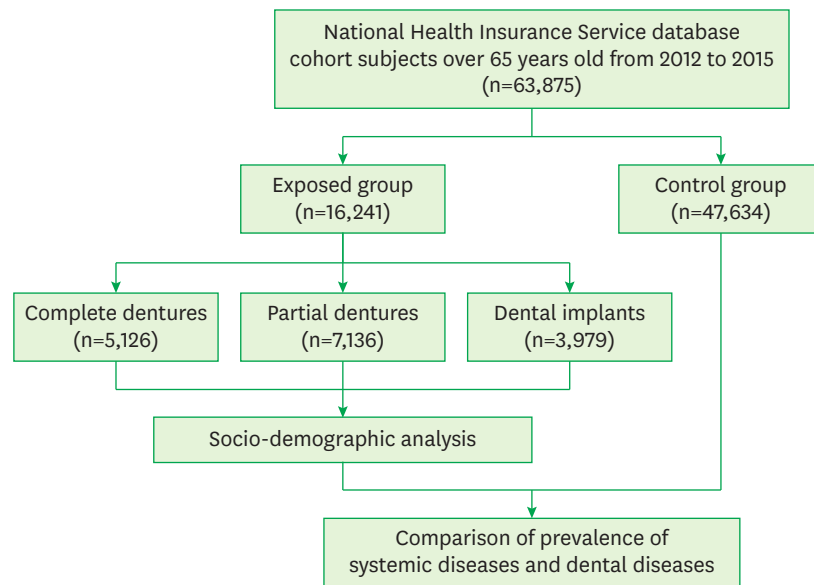 National Health Insurance Service database
cohort subjects over 65 years old from 2012 to 2015
(n=63,875)
Exposed group
(n=16,241)
Control group
(n=47,634)
Complete dentures
(n=5,126)
Partial dentures
(n=7,136)
Dental implants
(n=3,979)
Socio-demographic analysis
Comparison of prevalence of
systemic diseases and dental diseases